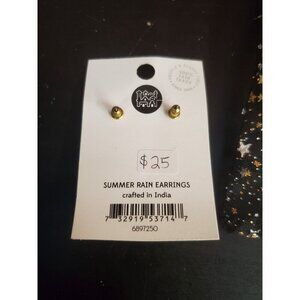 $25
SUMMER RAIN EARRINGS
crafted in India
7 32919 53714 7
6897250